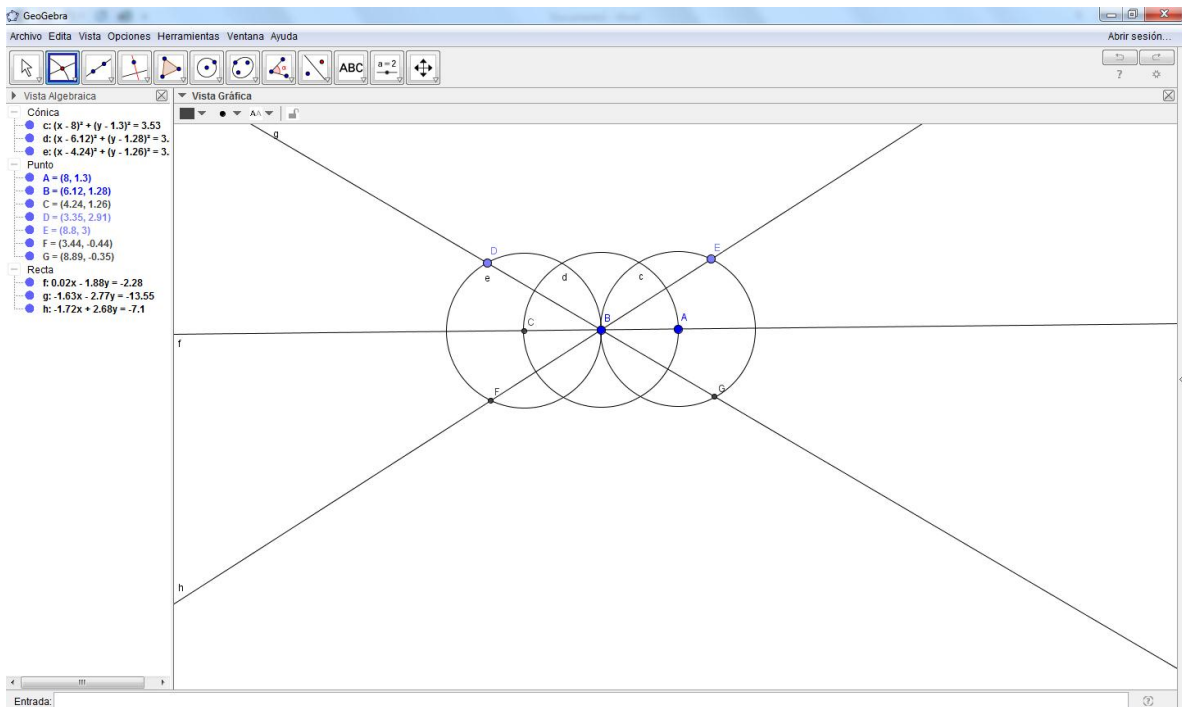 GeoGebra
Archivo Edita Vista Opciones Herramientas Ventana Ayuda
Abrir sesión...
ABC a = 2
?
Vista Algebraica
Vista Gráfica
AA
Cónica
c: (x - 8)² + (y - 1.3)² = 3.53
d: (x - 6.12)² + (y - 1.28)² = 3.
e: (x - 4.24)² + (y - 1.26)² = 3.
Punto
A = (8, 1.3)
B = (6.12, 1.28)
C = (4.24, 1.26)
D = (3.35, 2.91)
E = (8.8, 3)
F = (3.44, -0.44)
G = (8.89, -0.35)
Recta
f: 0.02x - 1.88y = -2.28
g: -1.63x - 2.77y = -13.55
h: -1.72x + 2.68y = -7.1
g
D
E
e
d
c
C
B
A
f
F
G
h
Entrada:
?